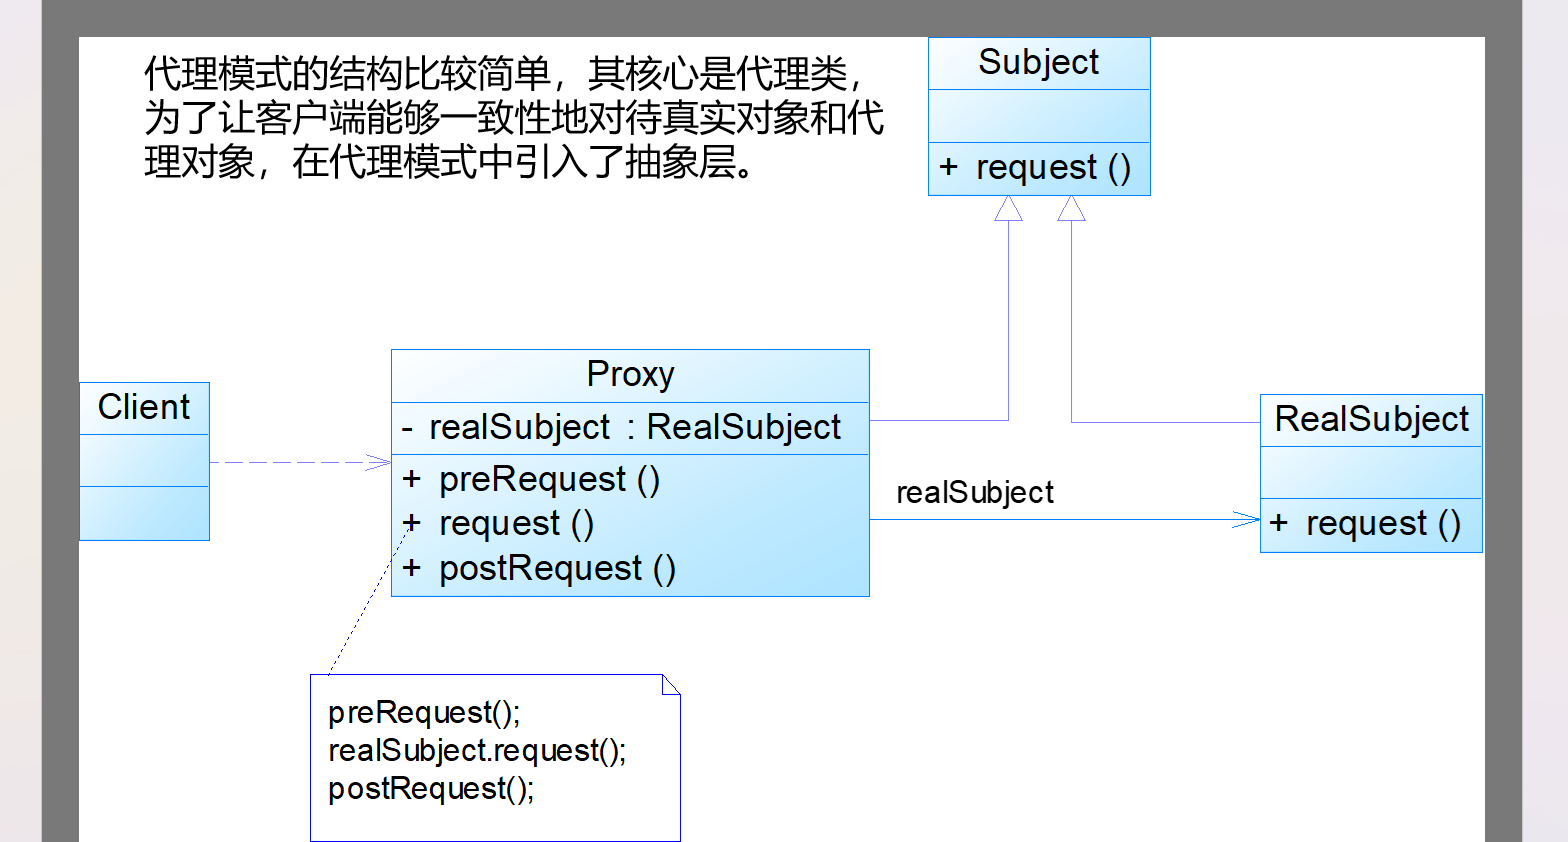 代理模式的结构比较简单，其核心是代理类，
为了让客户端能够一致性地对待真实对象和代
理对象，在代理模式中引入了抽象层。
Subject
+ request ()
Client
Proxy
- realSubject : RealSubject
+ preRequest ()
+ request ()
+ postRequest ()
realSubject
RealSubject
+ request ()
preRequest();
realSubject.request();
postRequest();